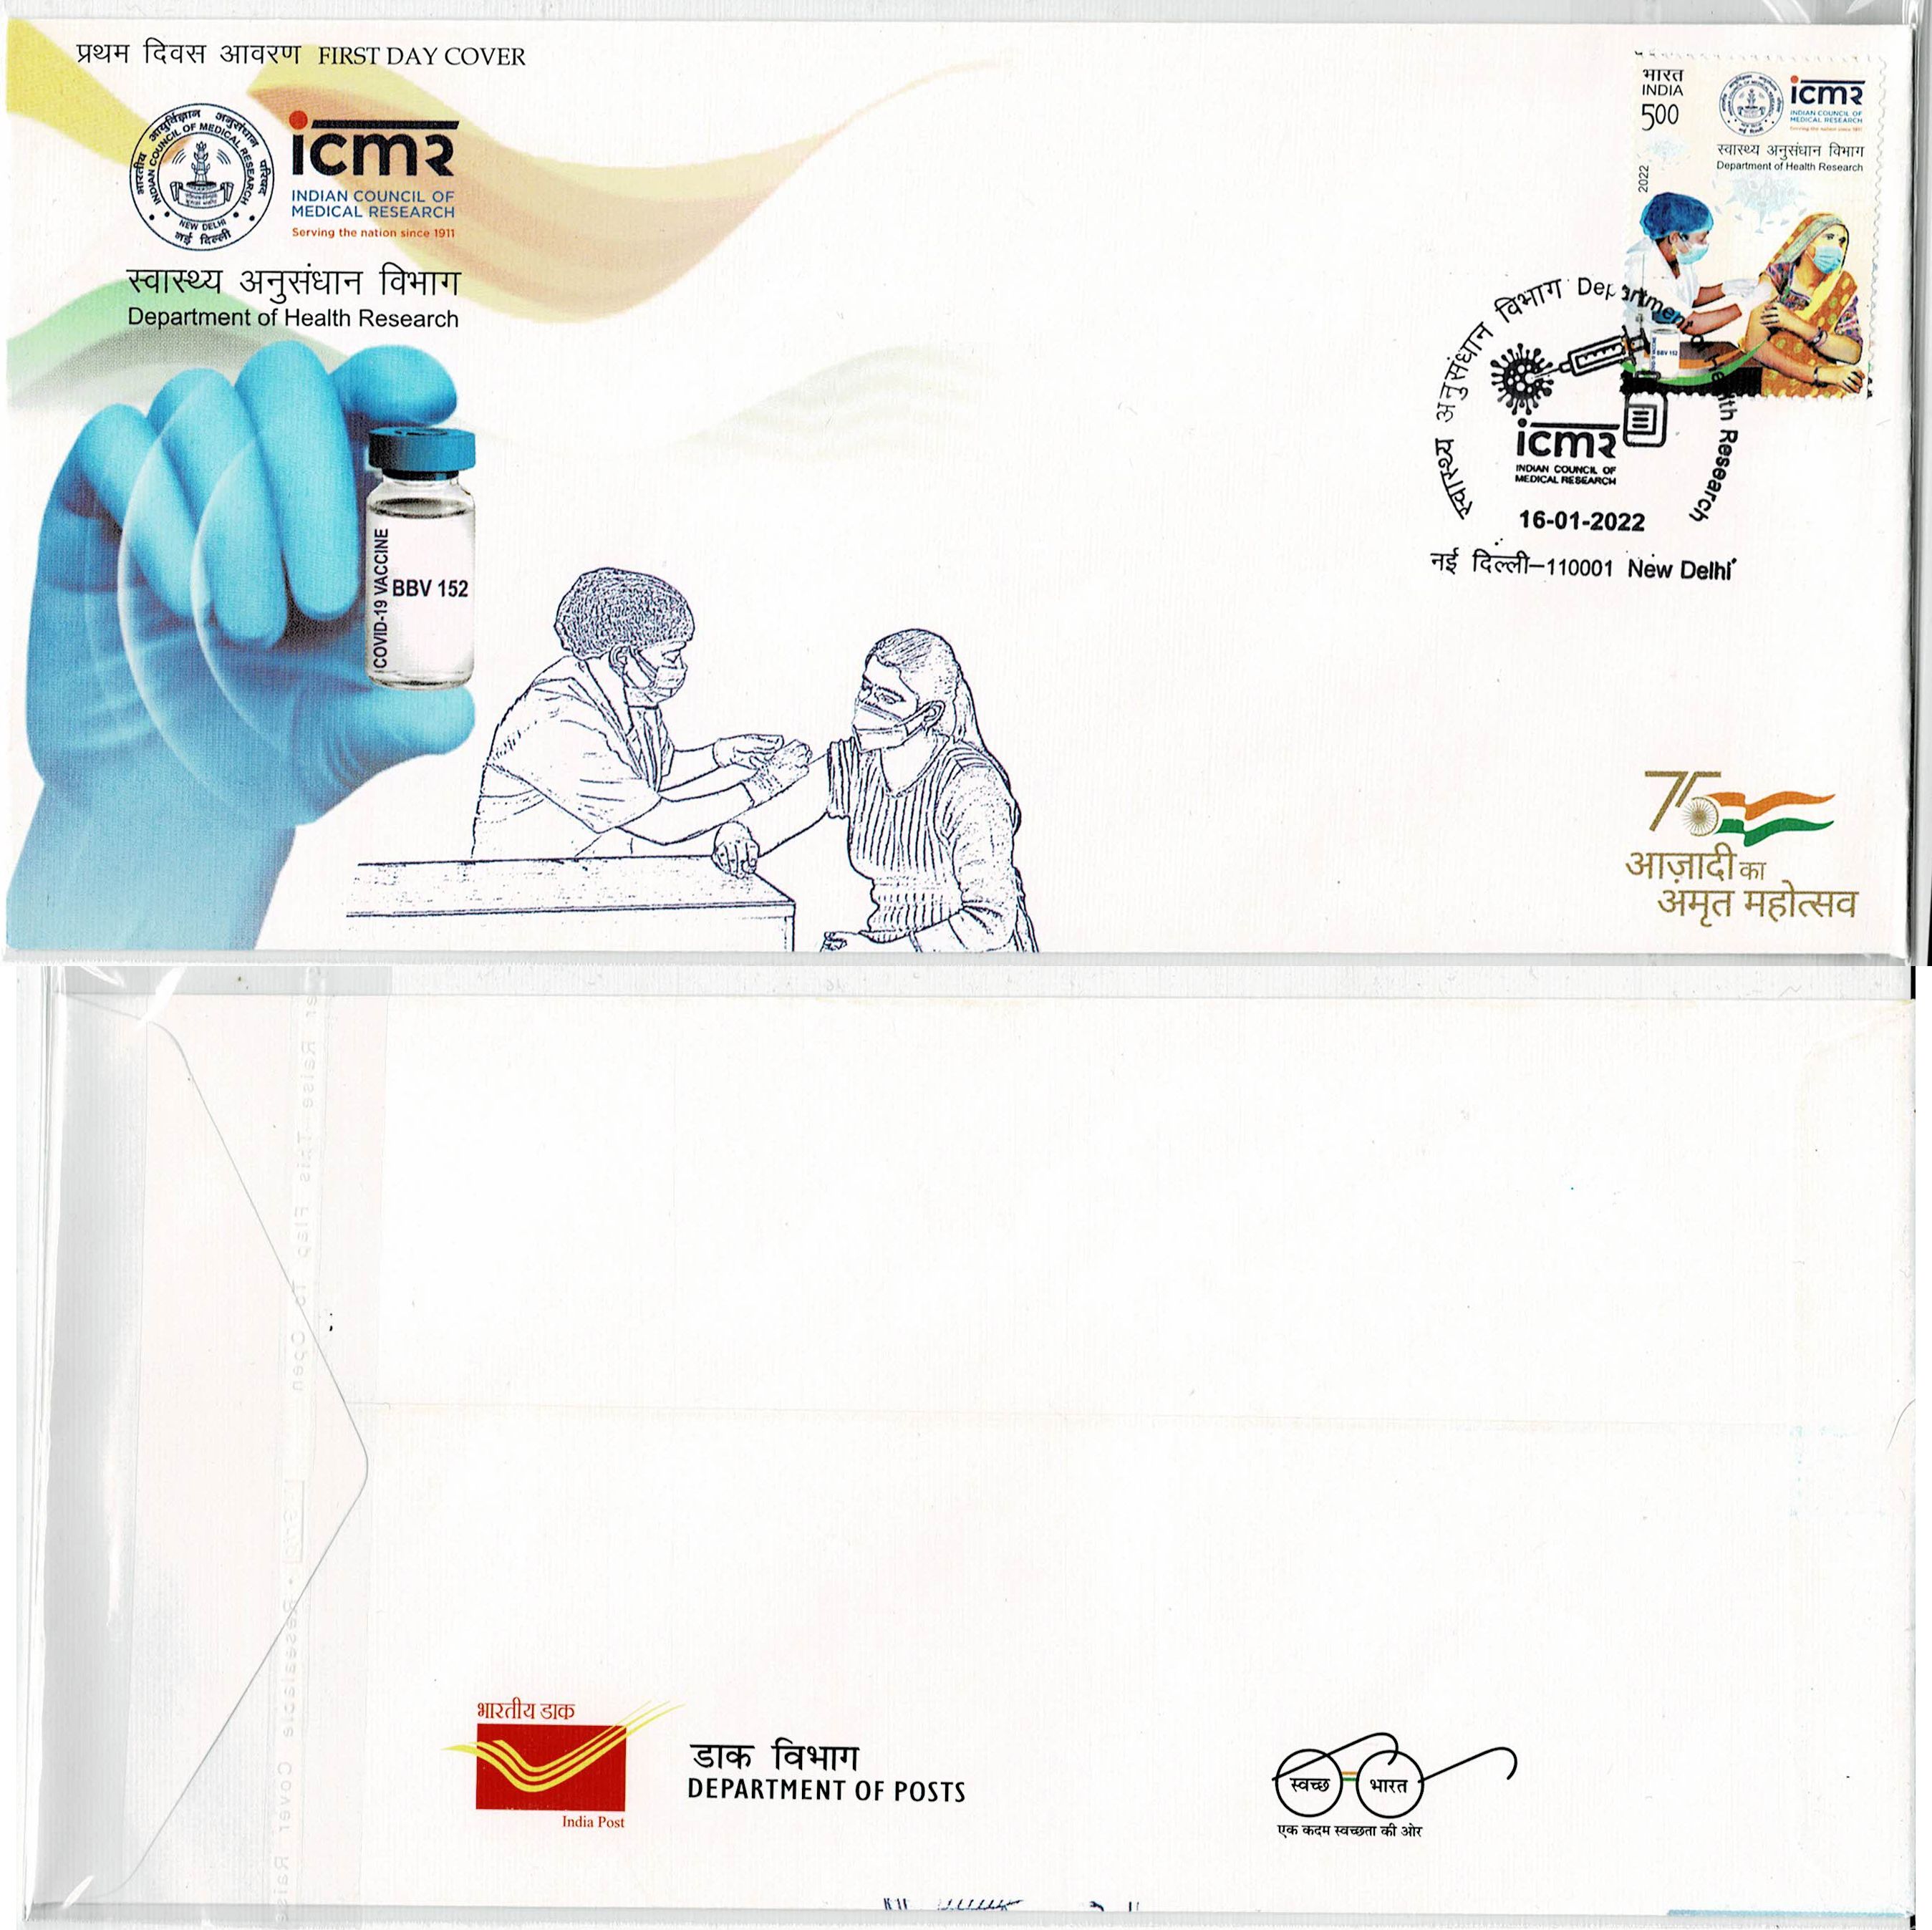 प्रथम दिवस आवरण FIRST DAY COVER
भारतीय आयुर्विज्ञान अनुसंधान परिषद
INDIAN COUNCIL OF MEDICAL RESEARCH
NEW DELHI
नई दिल्ली
icmr
INDIAN COUNCIL OF
MEDICAL RESEARCH
Serving the nation since 1911
स्वास्थ्य अनुसंधान विभाग
Department of Health Research
COVID-19 VACCINE
BBV 152
भारत
INDIA
500
2022
icmr
INDIAN COUNCIL OF
MEDICAL RESEARCH
Serving the nation since 1911
स्वास्थ्य अनुसंधान विभाग
Department of Health Research
BBV 152
स्वास्थ्य अनुसंधान विभाग Department of Health Research
icmr
INDIAN COUNCIL OF
MEDICAL RESEARCH
16-01-2022
नई दिल्ली–110001 New Delhi
75
आज़ादी का
अमृत महोत्सव
Raise This Flap To Open
Resealable Cover
भारतीय डाक
India Post
डाक विभाग
DEPARTMENT OF POSTS
स्वच्छ भारत
एक कदम स्वच्छता की ओर